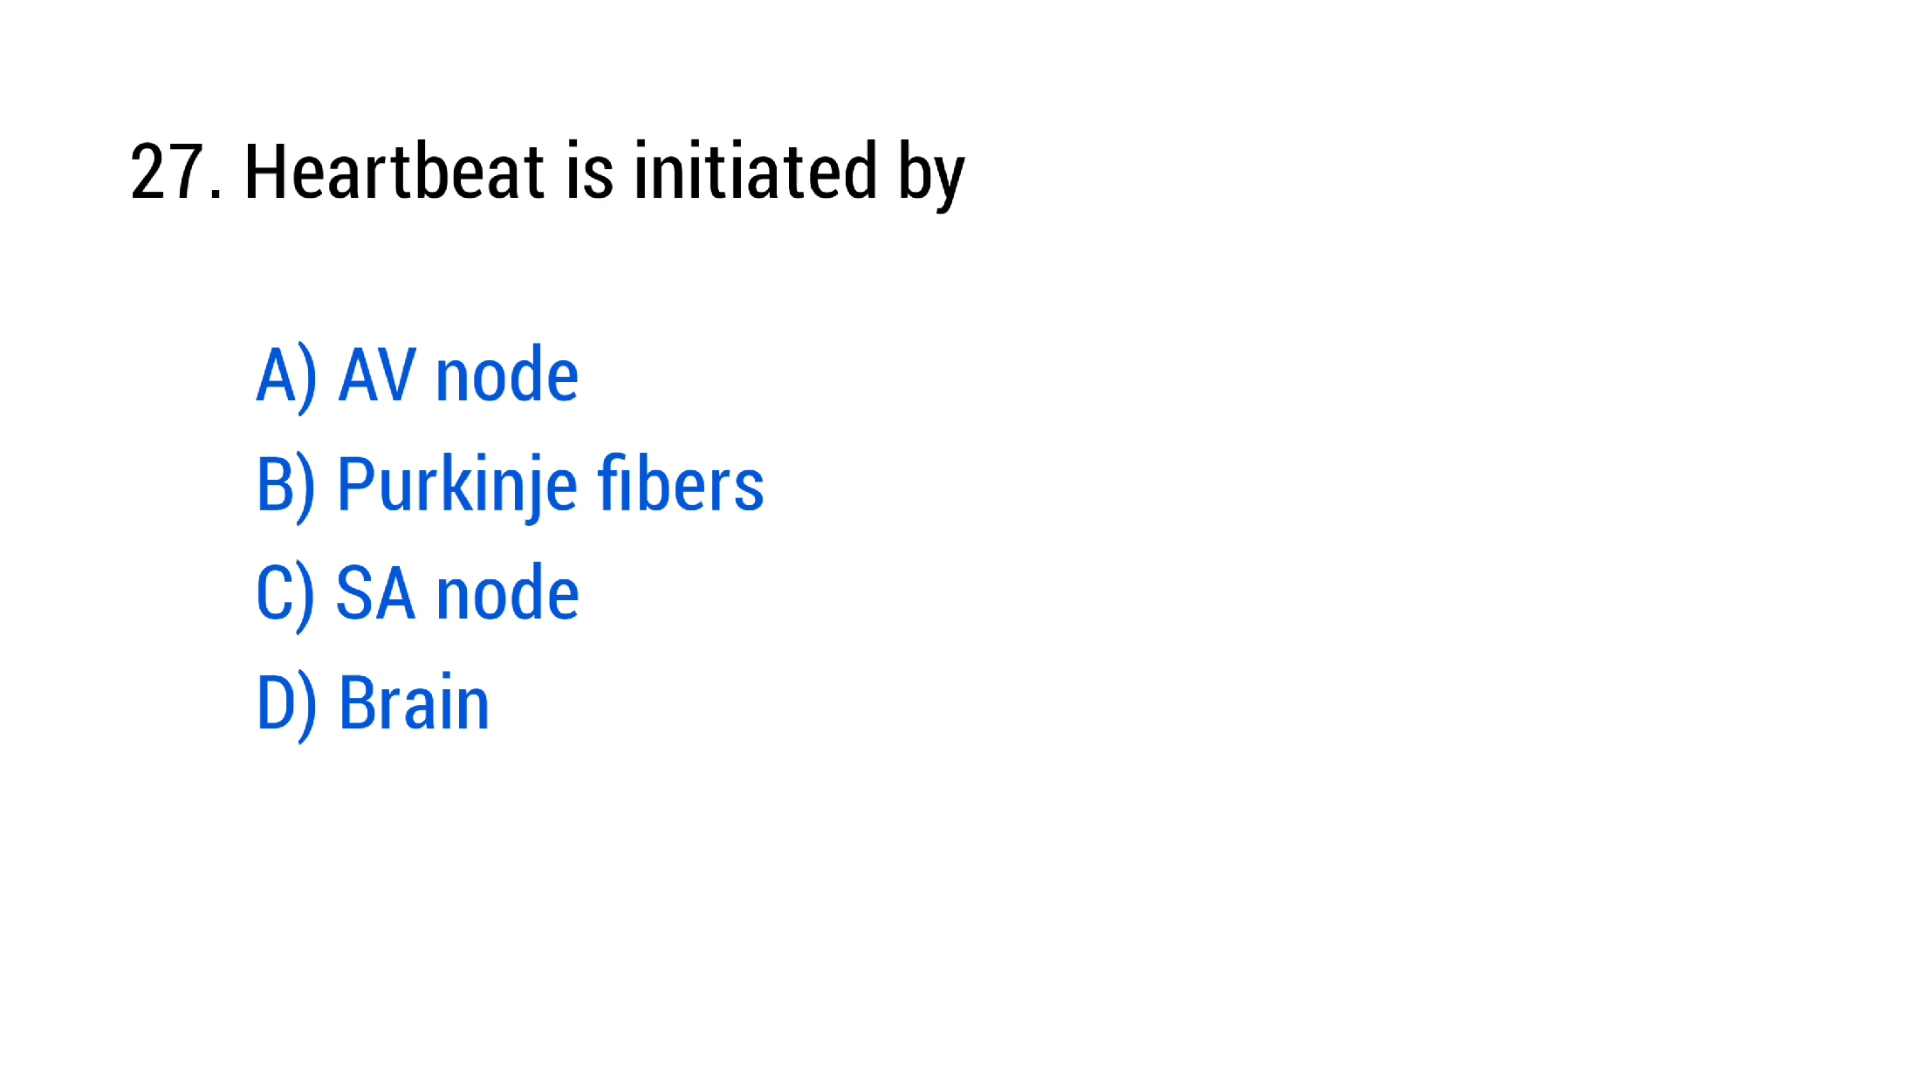 27. Heartbeat is initiated by
A) AV node
B) Purkinje fibers
C) SA node
D) Brain